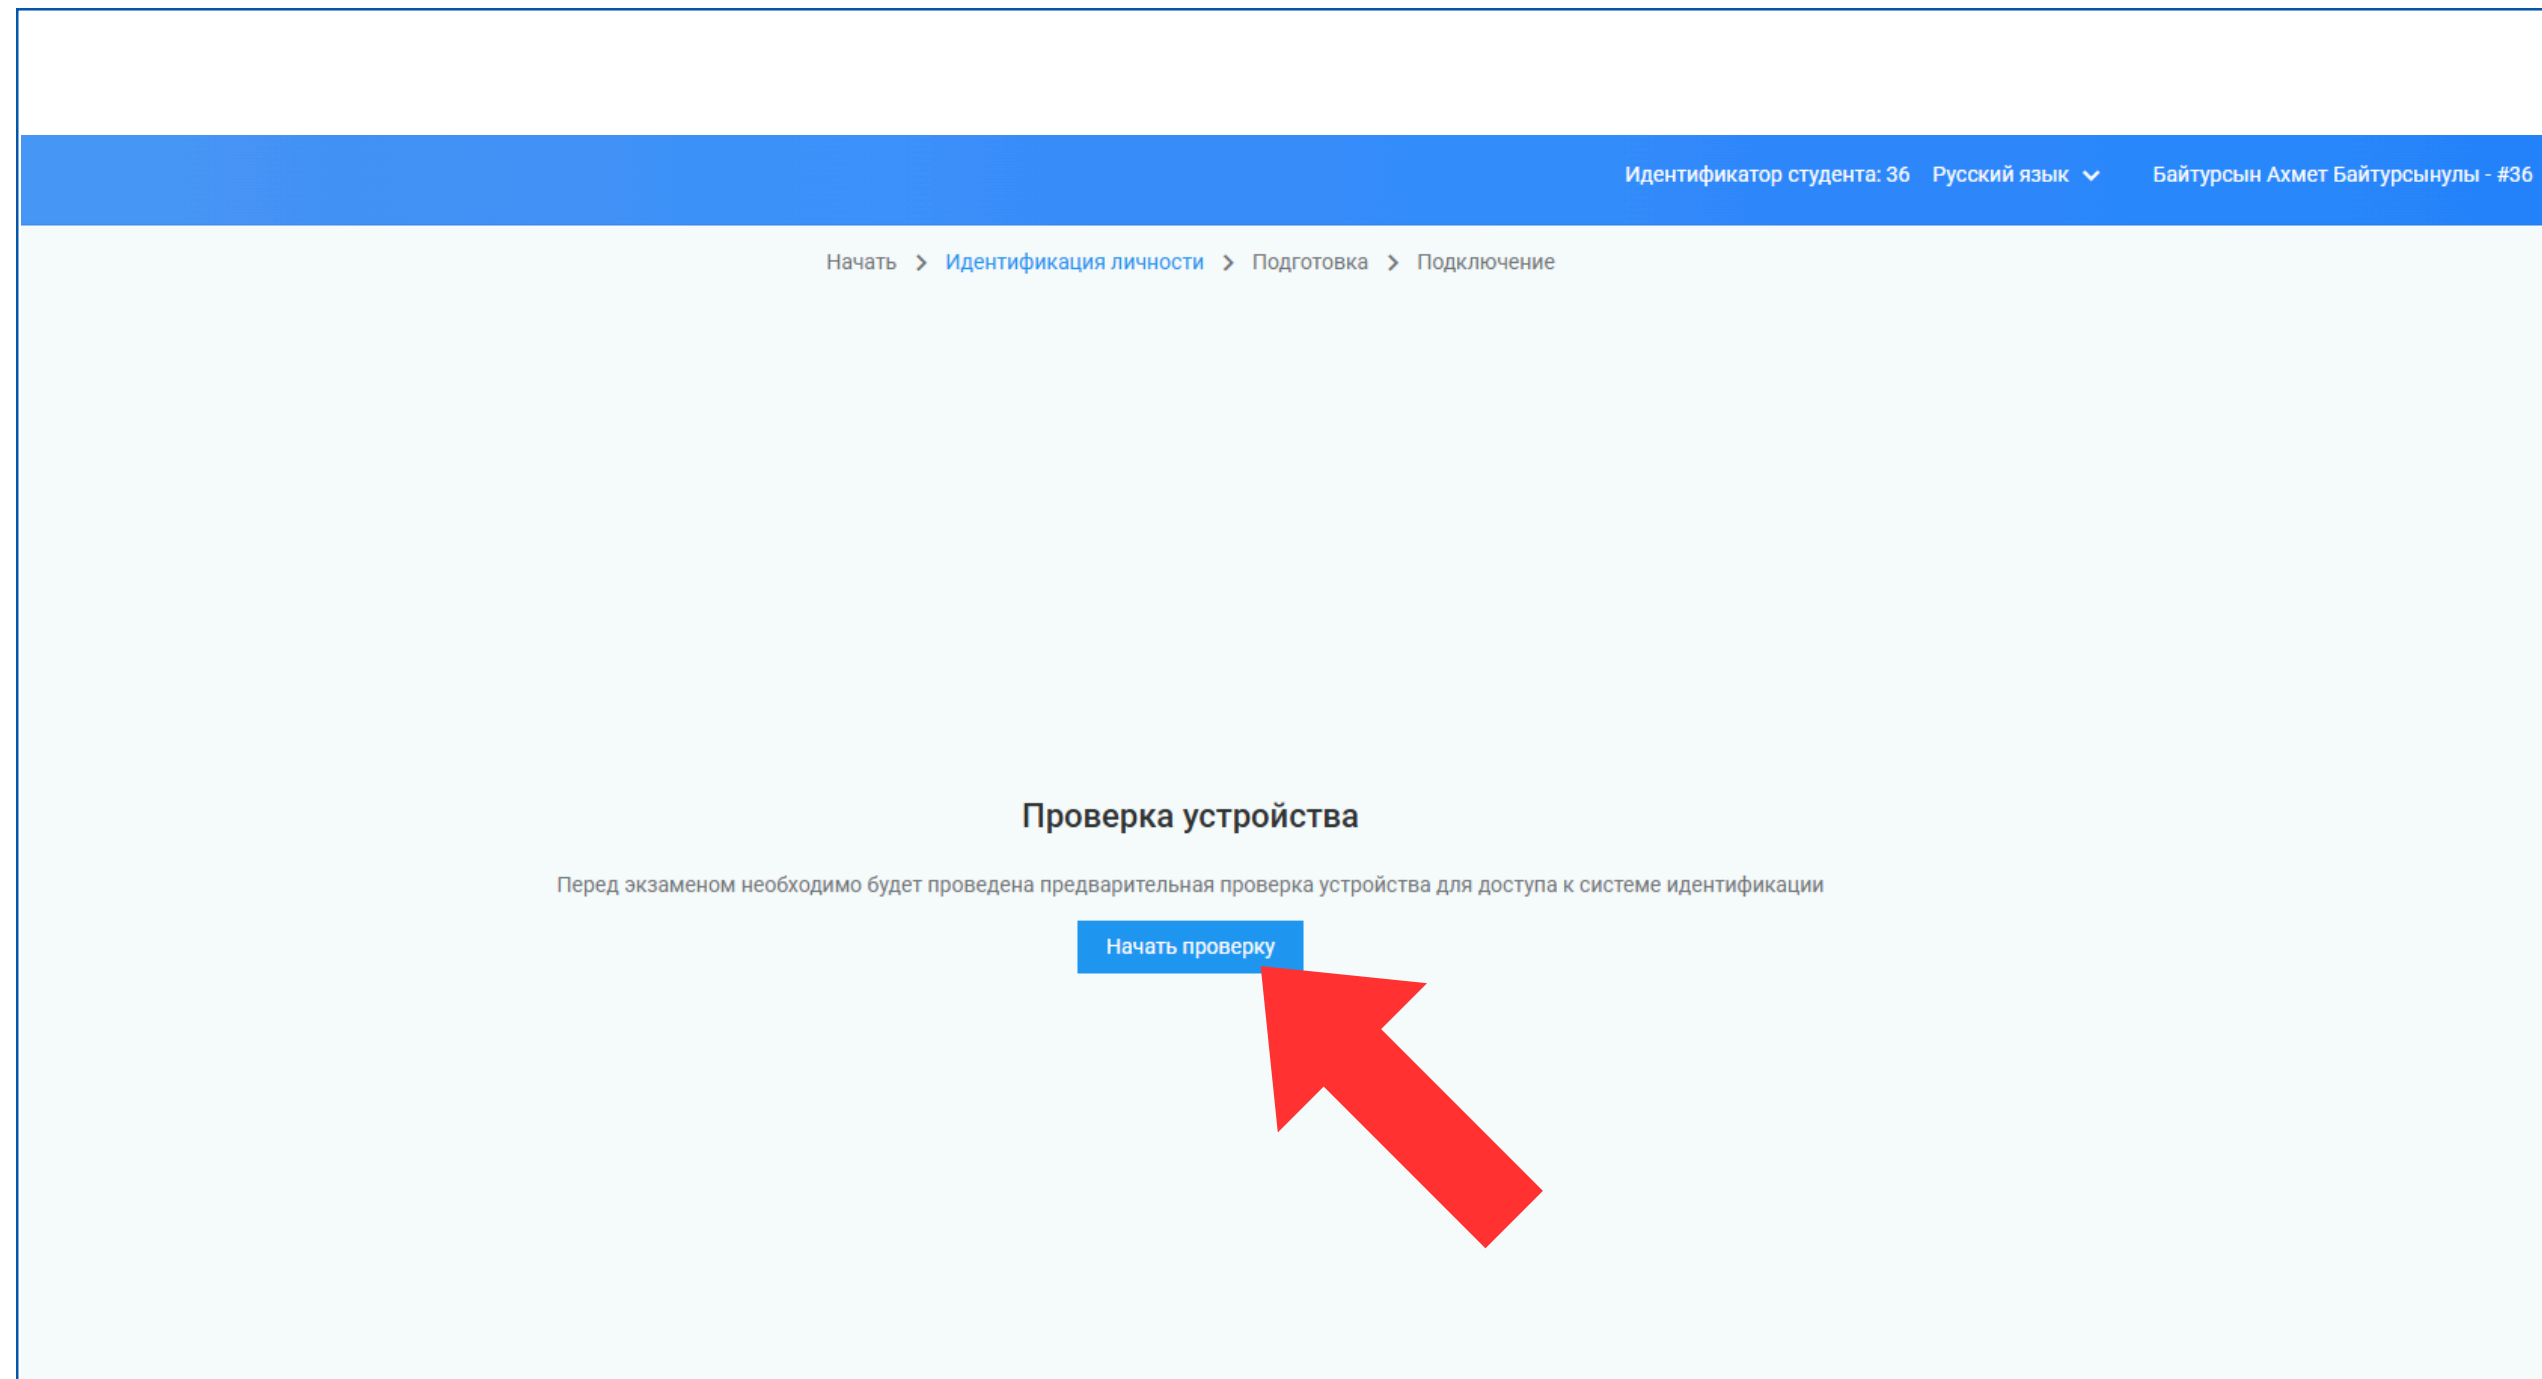 Идентификатор студента: 36 Русский язык Байтурсын Ахмет Байтурсынулы - #36
Начать > Идентификация личности > Подготовка > Подключение
Проверка устройства
Перед экзаменом необходимо будет проведена предварительная проверка устройства для доступа к системе идентификации
Начать проверку